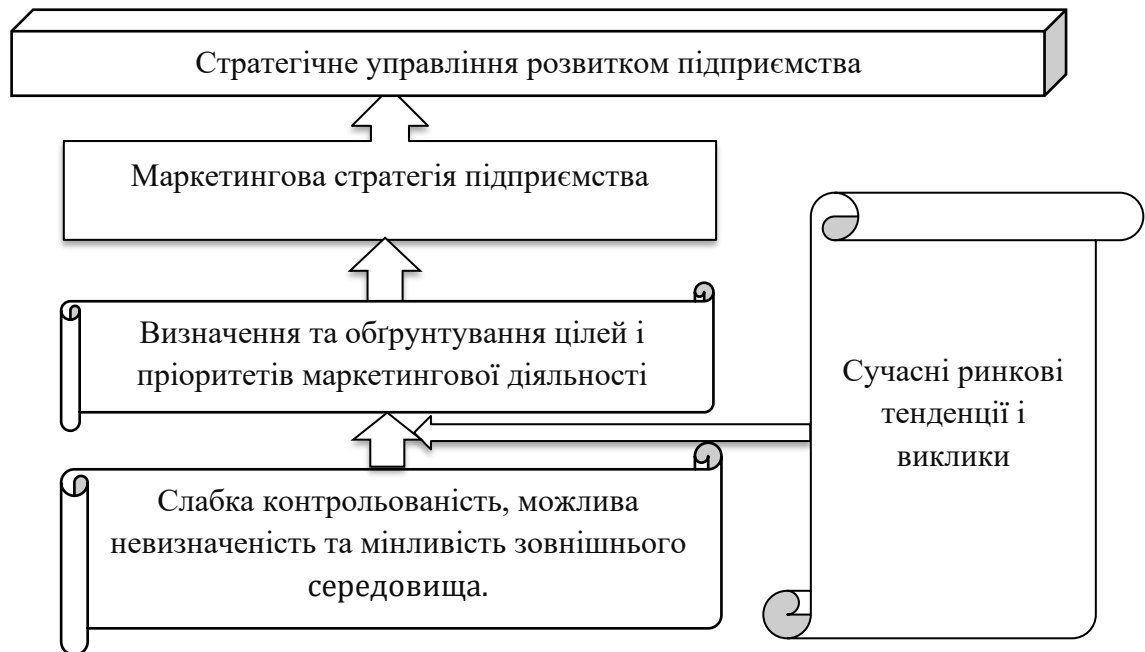 Стратегічне управління розвитком підприємства
Маркетингова стратегія підприємства
Визначення та обґрунтування цілей і
пріоритетів маркетингової діяльності
Сучасні ринкові
тенденції і
виклики
Слабка контрольованість, можлива
невизначеність та мінливість зовнішнього
середовища.